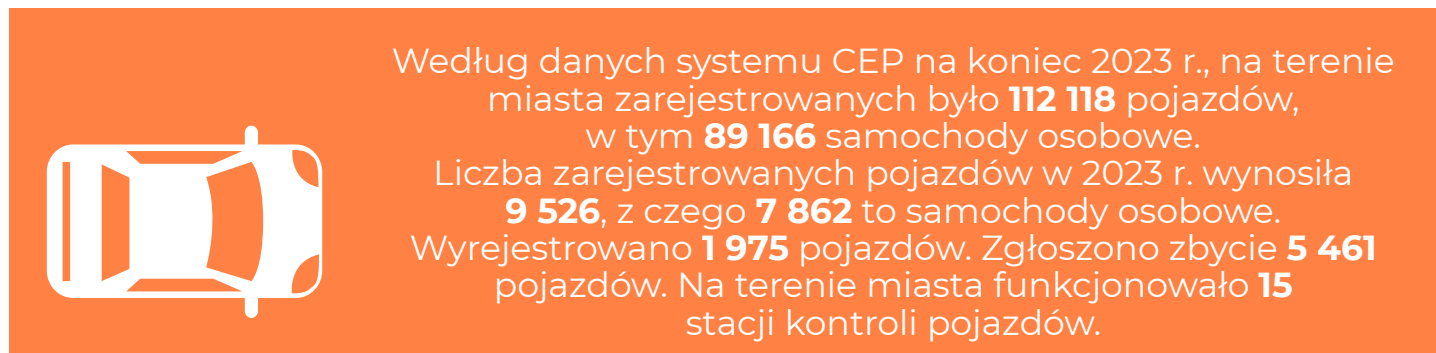 Według danych systemu CEP na koniec 2023 r., na terenie
miasta zarejestrowanych było 112 118 pojazdów,
w tym 89 166 samochody osobowe.
Liczba zarejestrowanych pojazdów w 2023 r. wynosiła
9 526, z czego 7 862 to samochody osobowe.
Wyrejestrowano 1 975 pojazdów. Zgłoszono zbycie 5 461
pojazdów. Na terenie miasta funkcjonowało 15
stacji kontroli pojazdów.